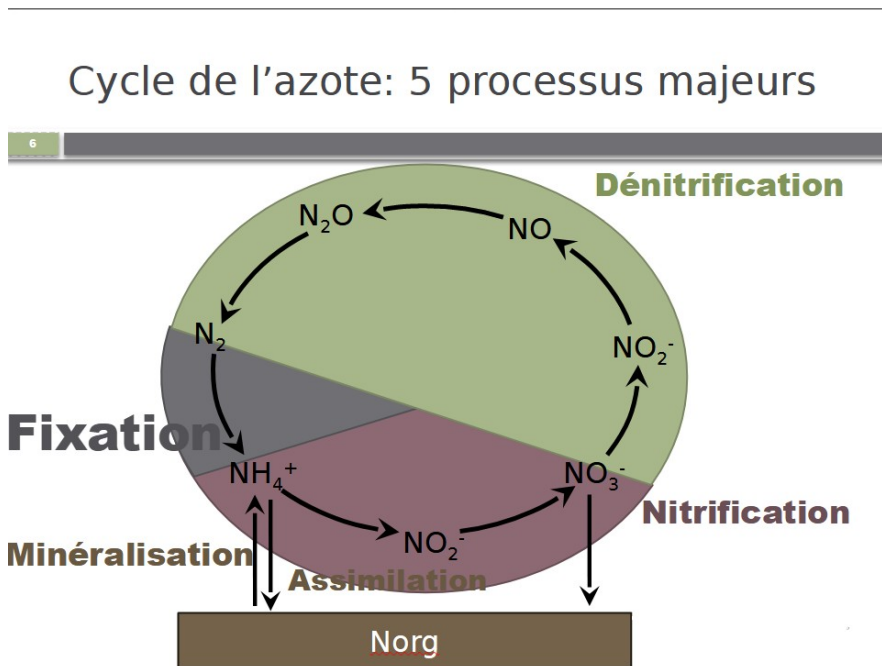 Cycle de l’azote: 5 processus majeurs
6
Dénitrification
N₂O
NO
N₂
NO₂⁻
Fixation
NH₄⁺
NO₃⁻
Nitrification
NO₂⁻
Minéralisation
Assimilation
Norg